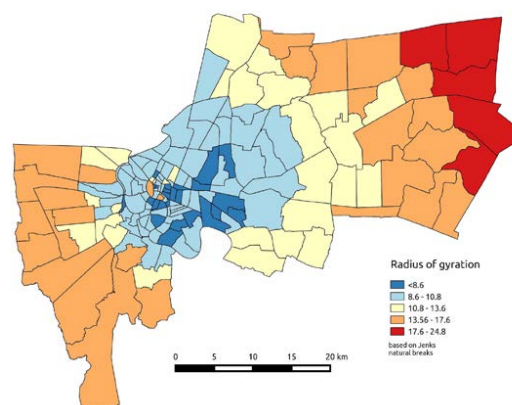 Radius of gyration
<8.6
8.6 - 10.8
10.8 - 13.6
13.56 - 17.6
17.6 - 24.8
based on Jenks
natural breaks
0 5 10 15 20 km